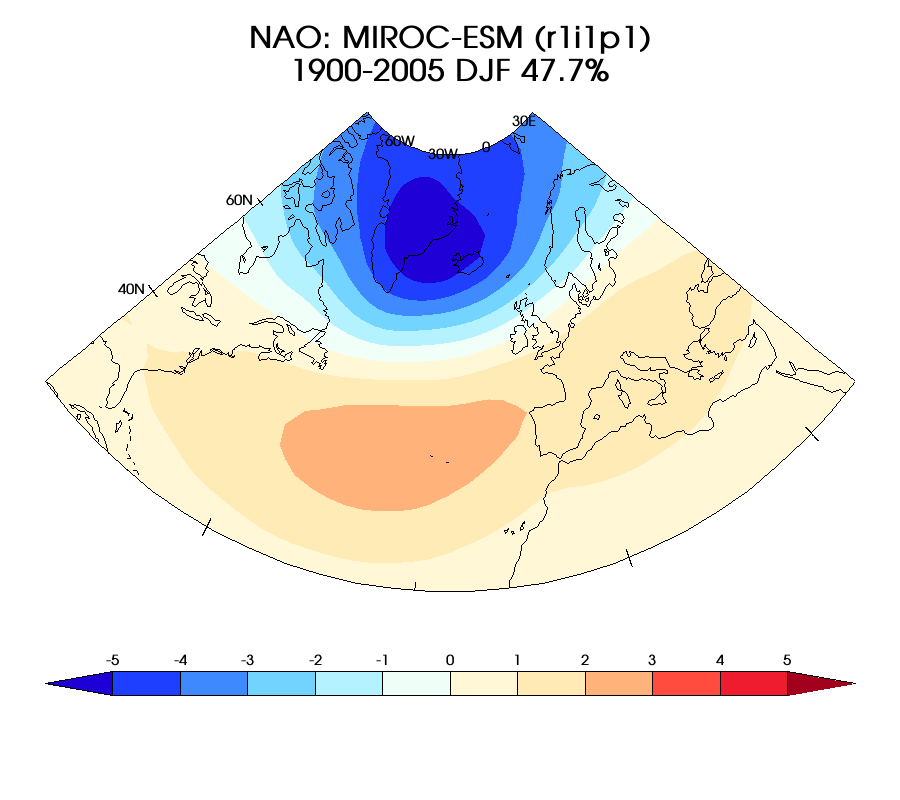 NAO: MIROC-ESM (r1i1p1)
1900-2005 DJF 47.7%
30E
60W
30W
0
60N
40N
-5 -4 -3 -2 -1 0 1 2 3 4 5